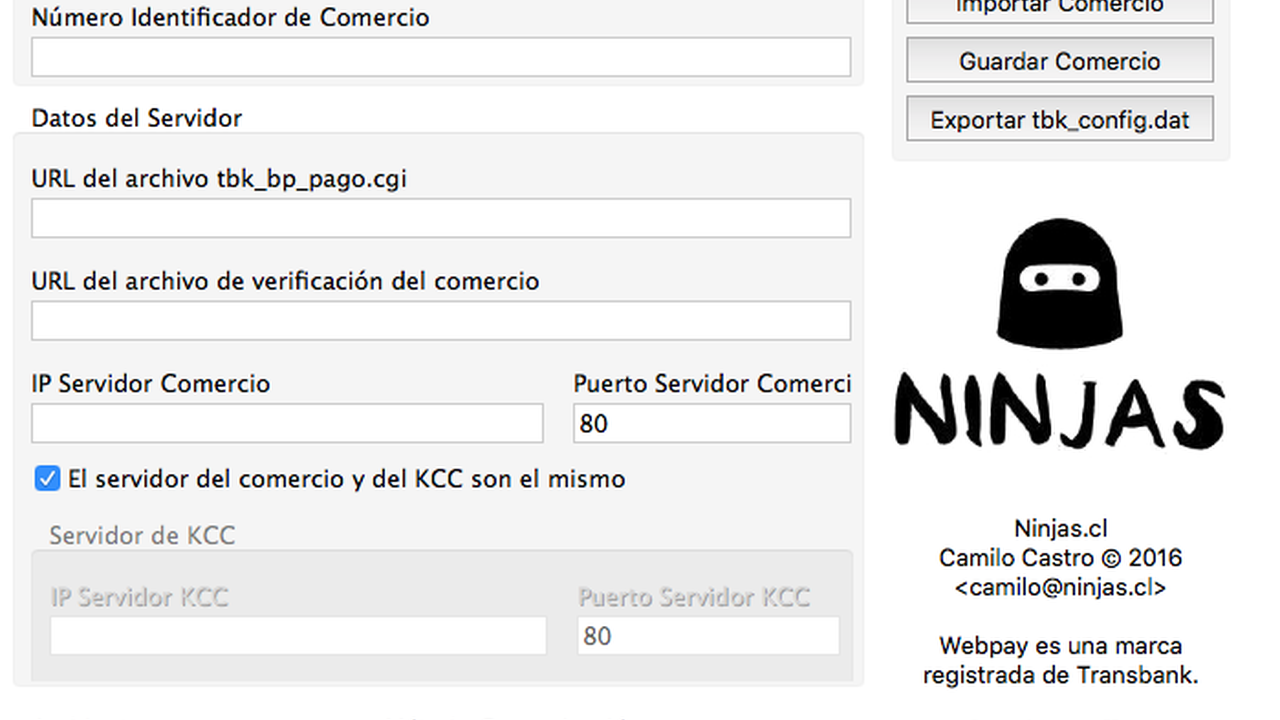 Número Identificador de Comercio
Datos del Servidor
URL del archivo tbk_bp_pago.cgi
URL del archivo de verificación del comercio
IP Servidor Comercio
Puerto Servidor Comerci
80
El servidor del comercio y del KCC son el mismo
Servidor de KCC
IP Servidor KCC
Puerto Servidor KCC
80
Importar Comercio
Guardar Comercio
Exportar tbk_config.dat
NINJAS
Ninjas.cl
Camilo Castro © 2016
<camilo@ninjas.cl>
Webpay es una marca
registrada de Transbank.